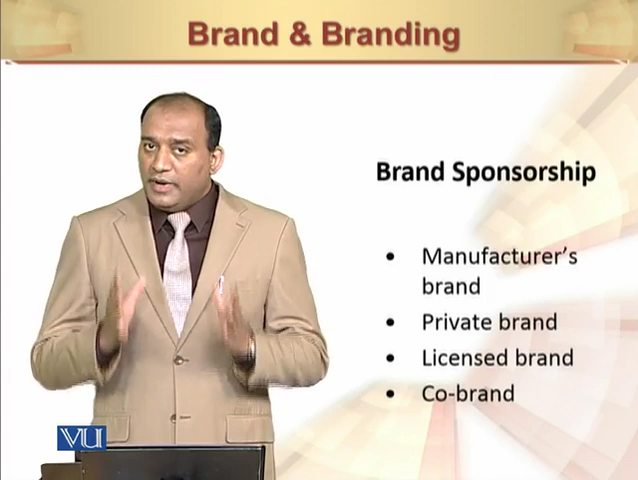 Brand & Branding
Brand Sponsorship
• Manufacturer's
brand
• Private brand
• Licensed brand
• Co-brand
VU